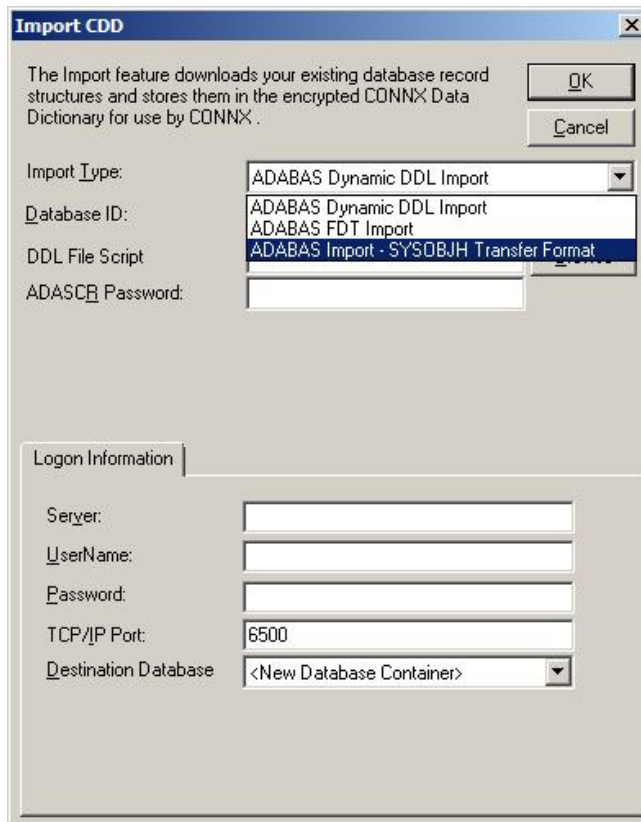 Import CDD
The Import feature downloads your existing database record
structures and stores them in the encrypted CONNX Data
Dictionary for use by CONNX .
OK
Cancel
Import Type:
ADABAS Dynamic DDL Import
ADABAS Dynamic DDL Import
ADABAS FDT Import
ADABAS Import - SYSOBJH Transfer Format
Database ID:
DDL File Script
ADASCR Password:
Logon Information
Server:
UserName:
Password:
TCP/IP Port:
6500
Destination Database
<New Database Container>